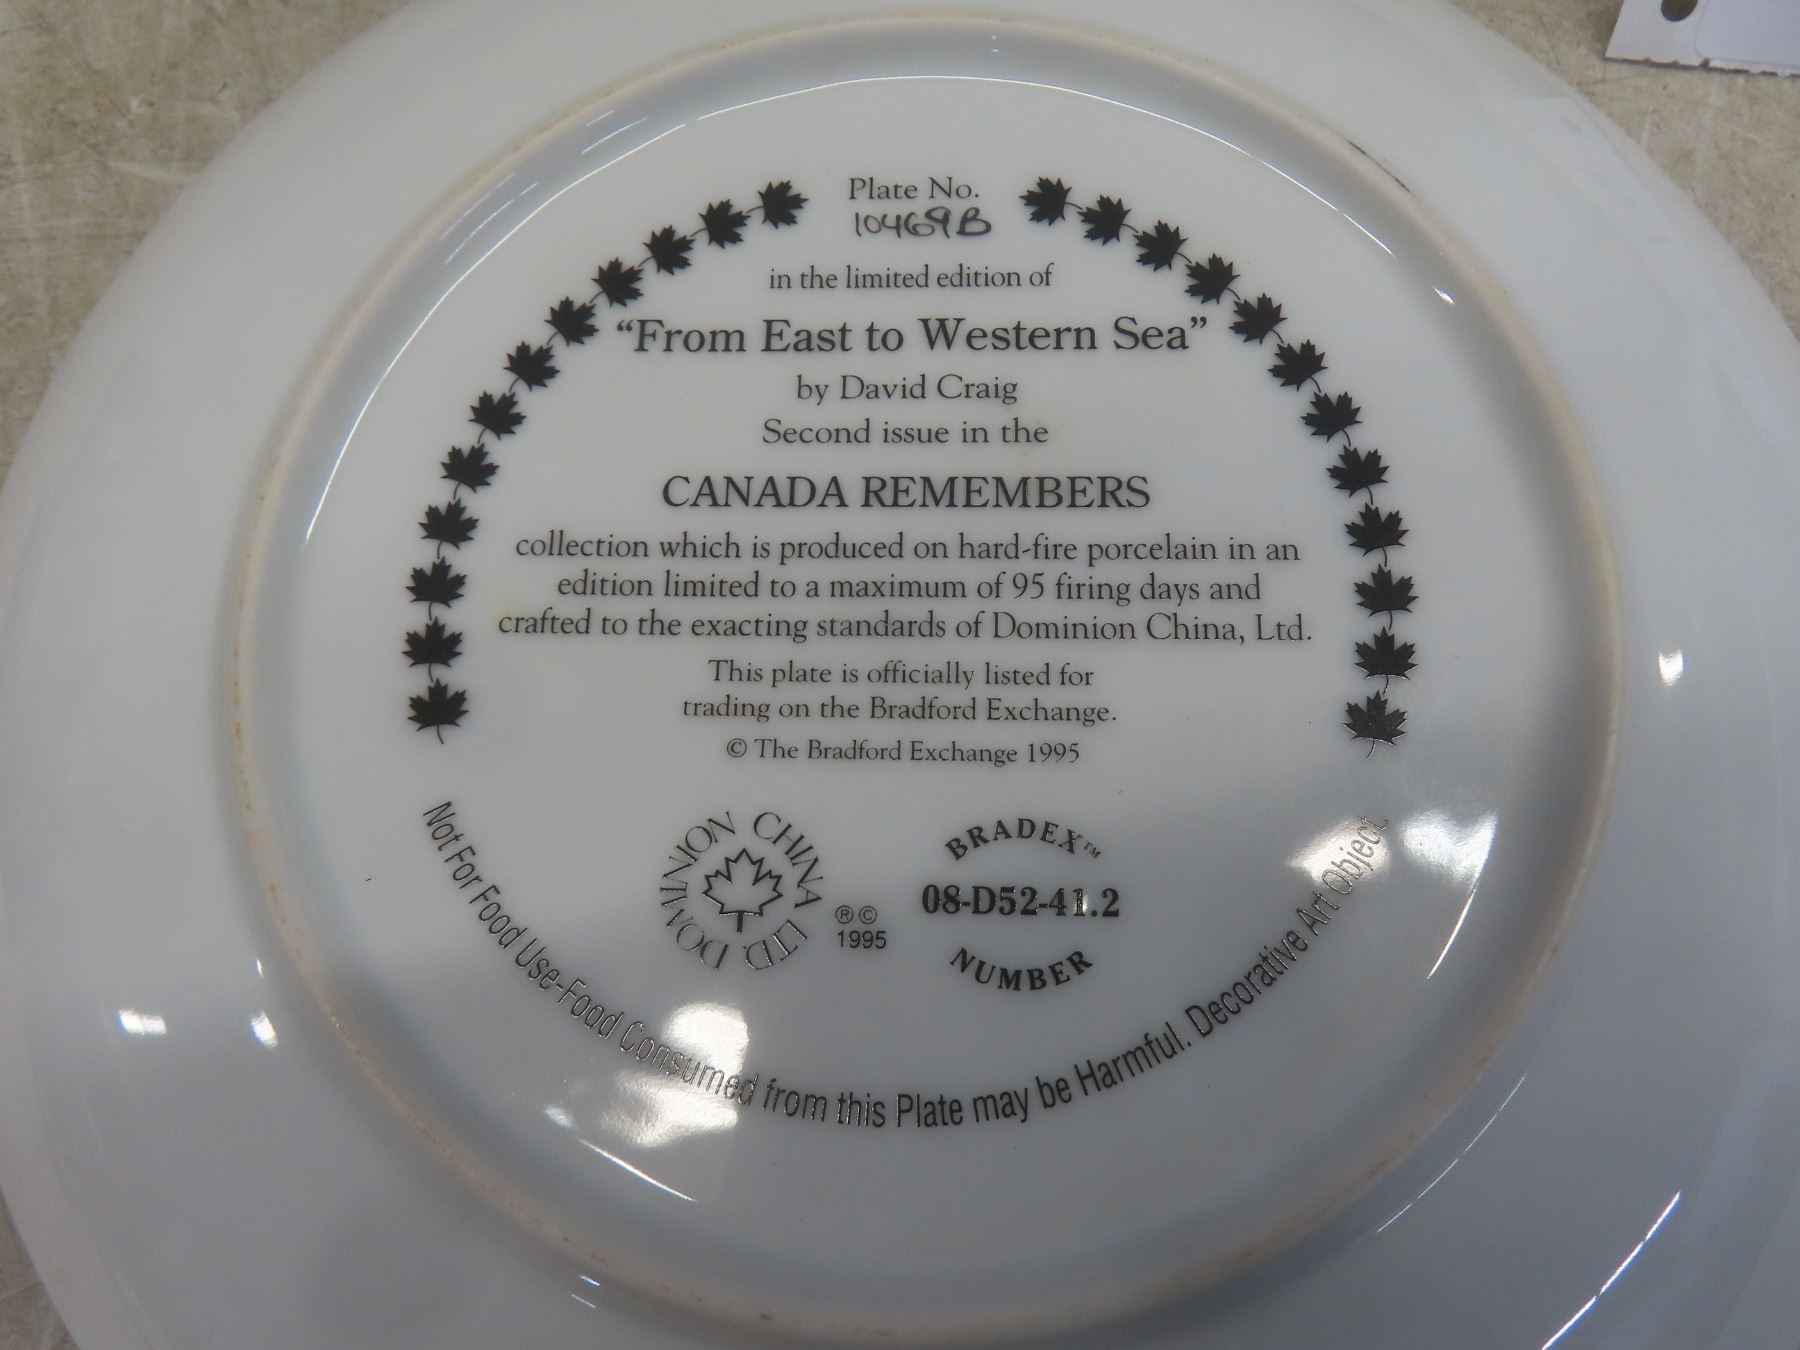 Plate No.
10469B
in the limited edition of
“From East to Western Sea”
by David Craig
Second issue in the
CANADA REMEMBERS
collection which is produced on hard-fire porcelain in an
edition limited to a maximum of 95 firing days and
crafted to the exacting standards of Dominion China, Ltd.
This plate is officially listed for
trading on the Bradford Exchange.
© The Bradford Exchange 1995
DOMINION CHINA LTD.
®©
1995
BRADEX™
08-D52-41.2
NUMBER
Not For Food Use-Food Consumed from this Plate may be Harmful. Decorative Art Object.